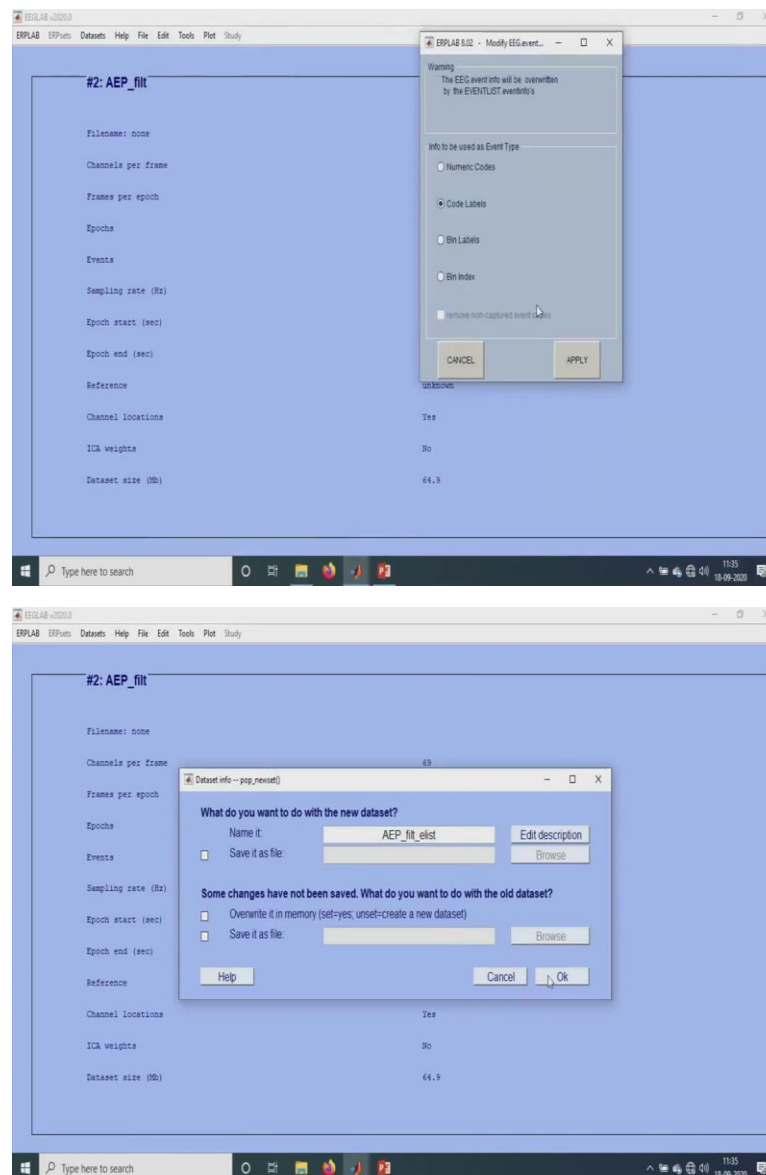 EEGLAB v2020.0
ERPLAB ERPsets Datasets Help File Edit Tools Plot Study
#2: AEP_filt
Filename: none
Channels per frame
Frames per epoch
Epochs
Events
Sampling rate (Hz)
Epoch start (sec)
Epoch end (sec)
Reference unknown
Channel locations Yes
ICA weights No
Dataset size (Mb) 64.9
ERPLAB 8.02 - Modify EEG.event...
Warning
The EEG.event info will be overwritten
by the EVENTLIST.eventinfo's
Info to be used as Event Type
Numeric Codes
Code Labels
Bin Labels
Bin Index
remove non-captured event codes
CANCEL APPLY
Type here to search
11:35
18-09-2020
EEGLAB v2020.0
ERPLAB ERPsets Datasets Help File Edit Tools Plot Study
#2: AEP_filt
Filename: none
Channels per frame 69
Frames per epoch
Epochs
Events
Sampling rate (Hz)
Epoch start (sec)
Epoch end (sec)
Reference
Channel locations Yes
ICA weights No
Dataset size (Mb) 64.9
Dataset info -- pop_newset()
What do you want to do with the new dataset?
Name it: AEP_filt_elist Edit description
Save it as file: Browse
Some changes have not been saved. What do you want to do with the old dataset?
Overwrite it in memory (set=yes; unset=create a new dataset)
Save it as file: Browse
Help Cancel Ok
Type here to search
11:35
18-09-2020